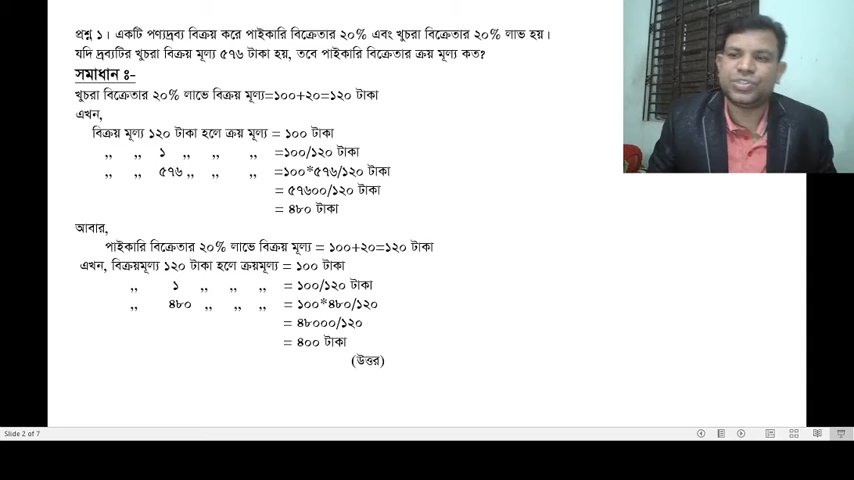 প্রশ্ন ১। একটি পণ্যদ্রব্য বিক্রয় করে পাইকারি বিক্রেতার ২০% এবং খুচরা বিক্রেতার ২০% লাভ হয়।
যদি দ্রব্যটির খুচরা বিক্রয় মূল্য ৫৭৬ টাকা হয়, তবে পাইকারি বিক্রেতার ক্রয় মূল্য কত?
সমাধান ঃ-
খুচরা বিক্রেতার ২০% লাভে বিক্রয় মূল্য=১০০+২০=১২০ টাকা
এখন,
বিক্রয় মূল্য ১২০ টাকা হলে ক্রয় মূল্য = ১০০ টাকা
,, ,, ১ ,, ,, ,, =১০০/১২০ টাকা
,, ,, ৫৭৬ ,, ,, ,, =১০০*৫৭৬/১২০ টাকা
= ৫৭৬০০/১২০ টাকা
= ৪৮০ টাকা
আবার,
পাইকারি বিক্রেতার ২০% লাভে বিক্রয় মূল্য = ১০০+২০=১২০ টাকা
এখন, বিক্রয়মূল্য ১২০ টাকা হলে ক্রয়মূল্য = ১০০ টাকা
,, ১ ,, ,, ,, = ১০০/১২০ টাকা
,, ৪৮০ ,, ,, ,, = ১০০*৪৮০/১২০
= ৪৮০০০/১২০
= ৪০০ টাকা
(উত্তর)
Slide 2 of 7